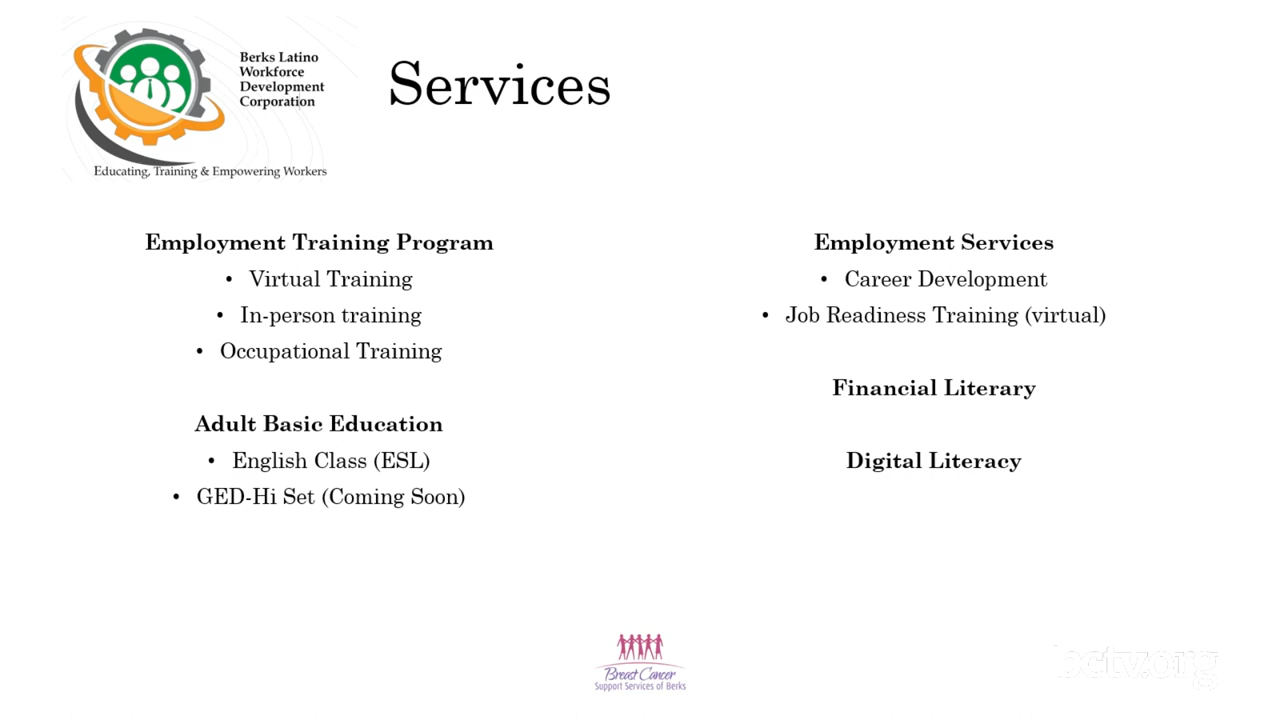 Berks Latino
Workforce
Development
Corporation
Educating, Training & Empowering Workers
Services
Employment Training Program
• Virtual Training
• In-person training
• Occupational Training
Adult Basic Education
• English Class (ESL)
• GED-Hi Set (Coming Soon)
Employment Services
• Career Development
• Job Readiness Training (virtual)
Financial Literary
Digital Literacy
Breast Cancer
Support Services of Berks
bctv.org